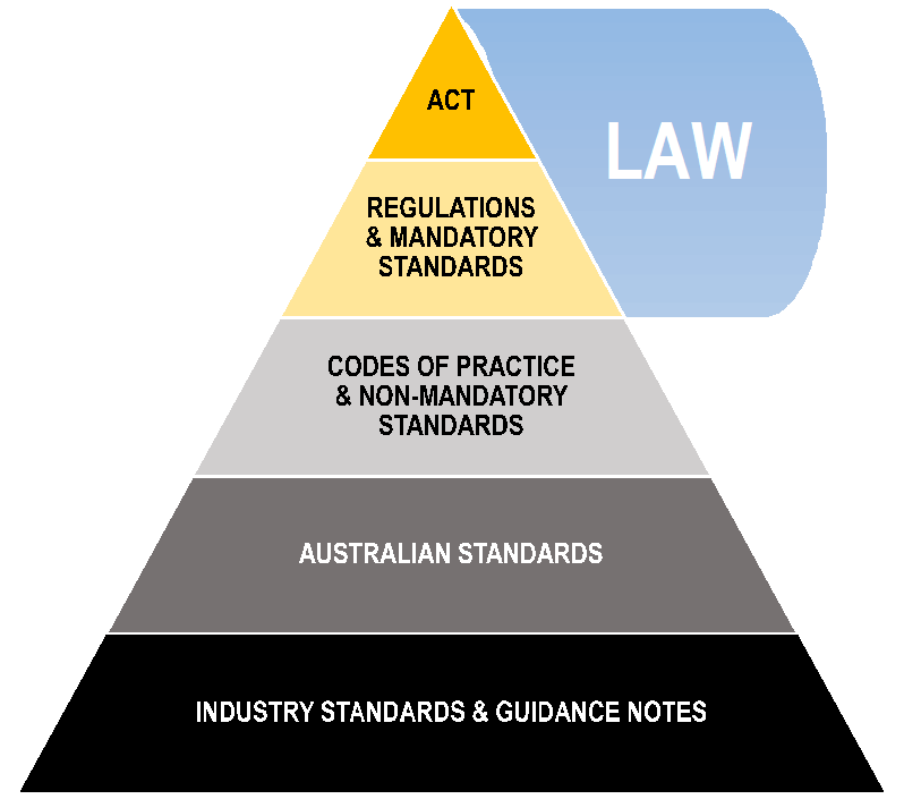 ACT
LAW
REGULATIONS
& MANDATORY
STANDARDS
CODES OF PRACTICE
& NON-MANDATORY
STANDARDS
AUSTRALIAN STANDARDS
INDUSTRY STANDARDS & GUIDANCE NOTES